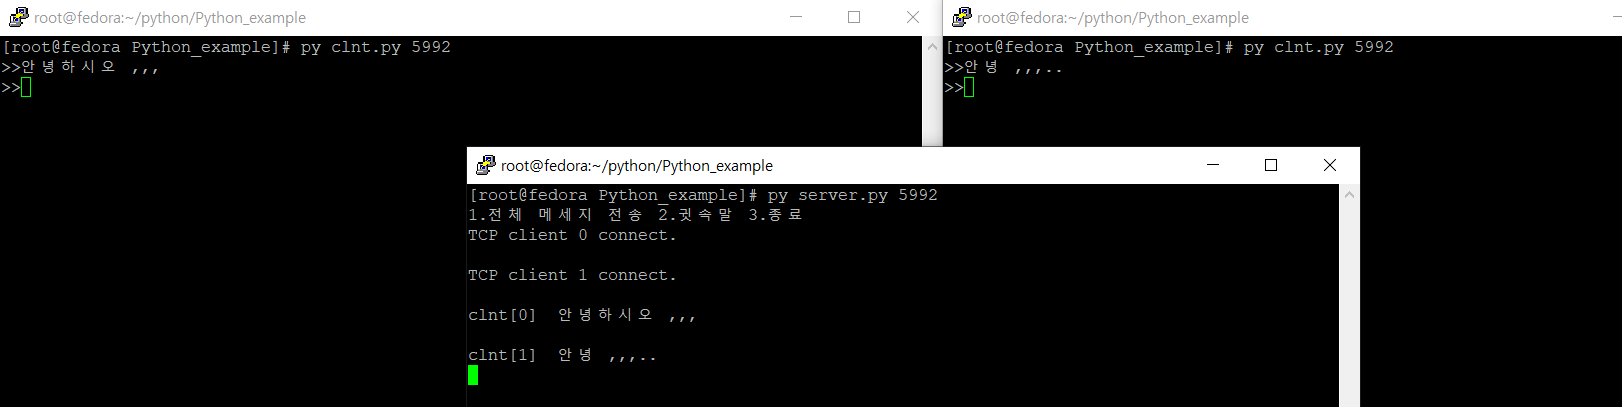 root@fedora:~/python/Python_example
[root@fedora Python_example]# py clnt.py 5992
>>안녕하시오 ,,,
>>
root@fedora:~/python/Python_example
[root@fedora Python_example]# py clnt.py 5992
>>안녕 ,,,..
>>
root@fedora:~/python/Python_example
[root@fedora Python_example]# py server.py 5992
1.전체 메세지 전송 2.귓속말 3.종료
TCP client 0 connect.
TCP client 1 connect.
clnt[0]  안녕하시오 ,,,
clnt[1]  안녕 ,,,..